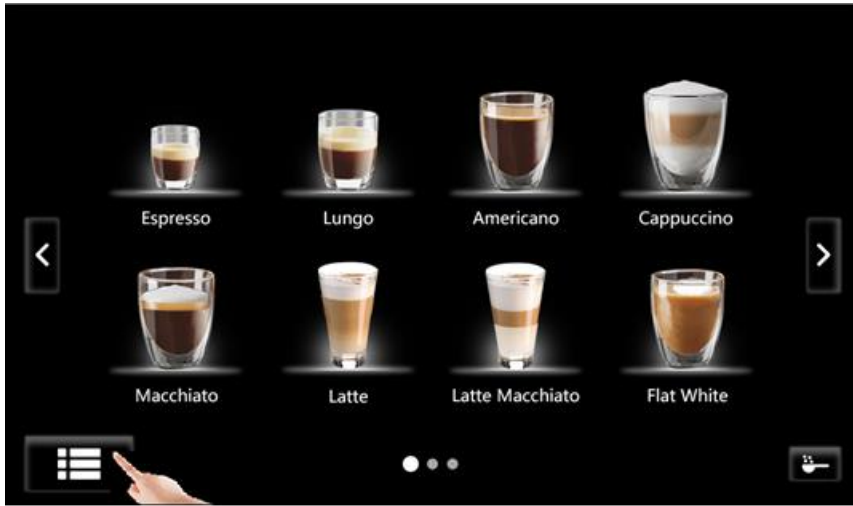 Espresso
Lungo
Americano
Cappuccino
Macchiato
Latte
Latte Macchiato
Flat White